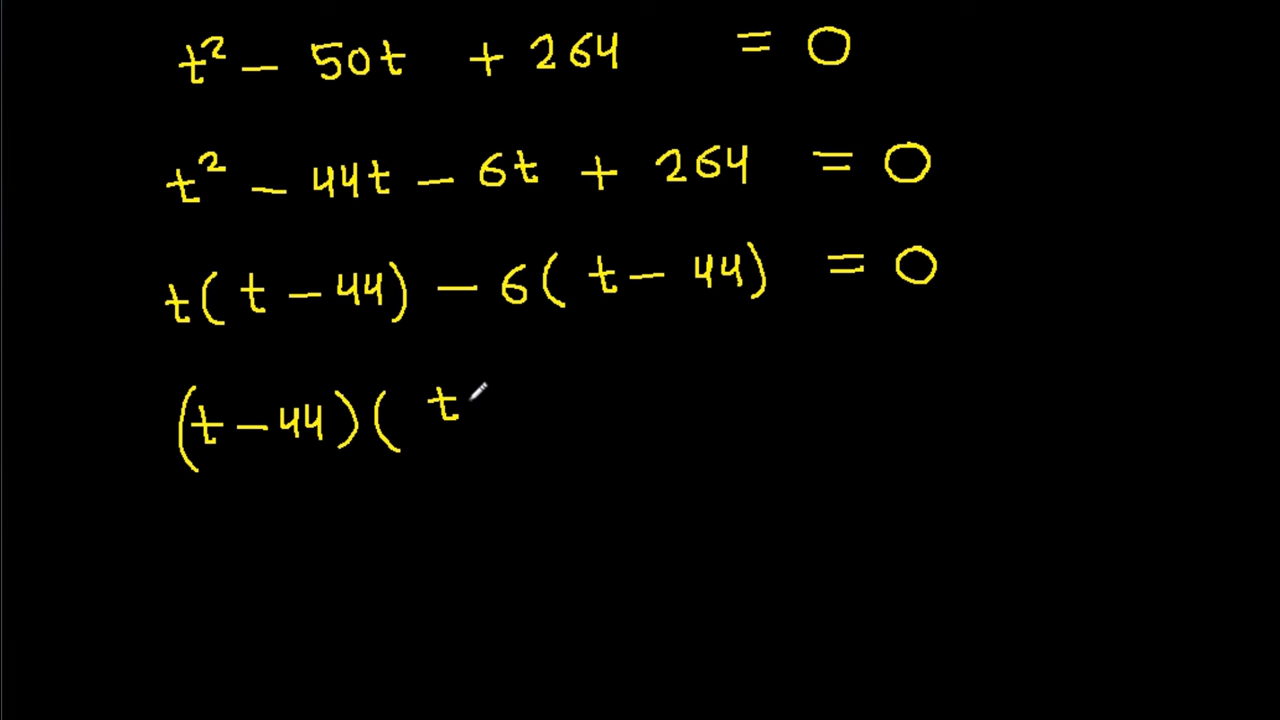 t² - 50t + 264 = 0
t² - 44t - 6t + 264 = 0
t(t - 44) - 6(t - 44) = 0
(t - 44)(t